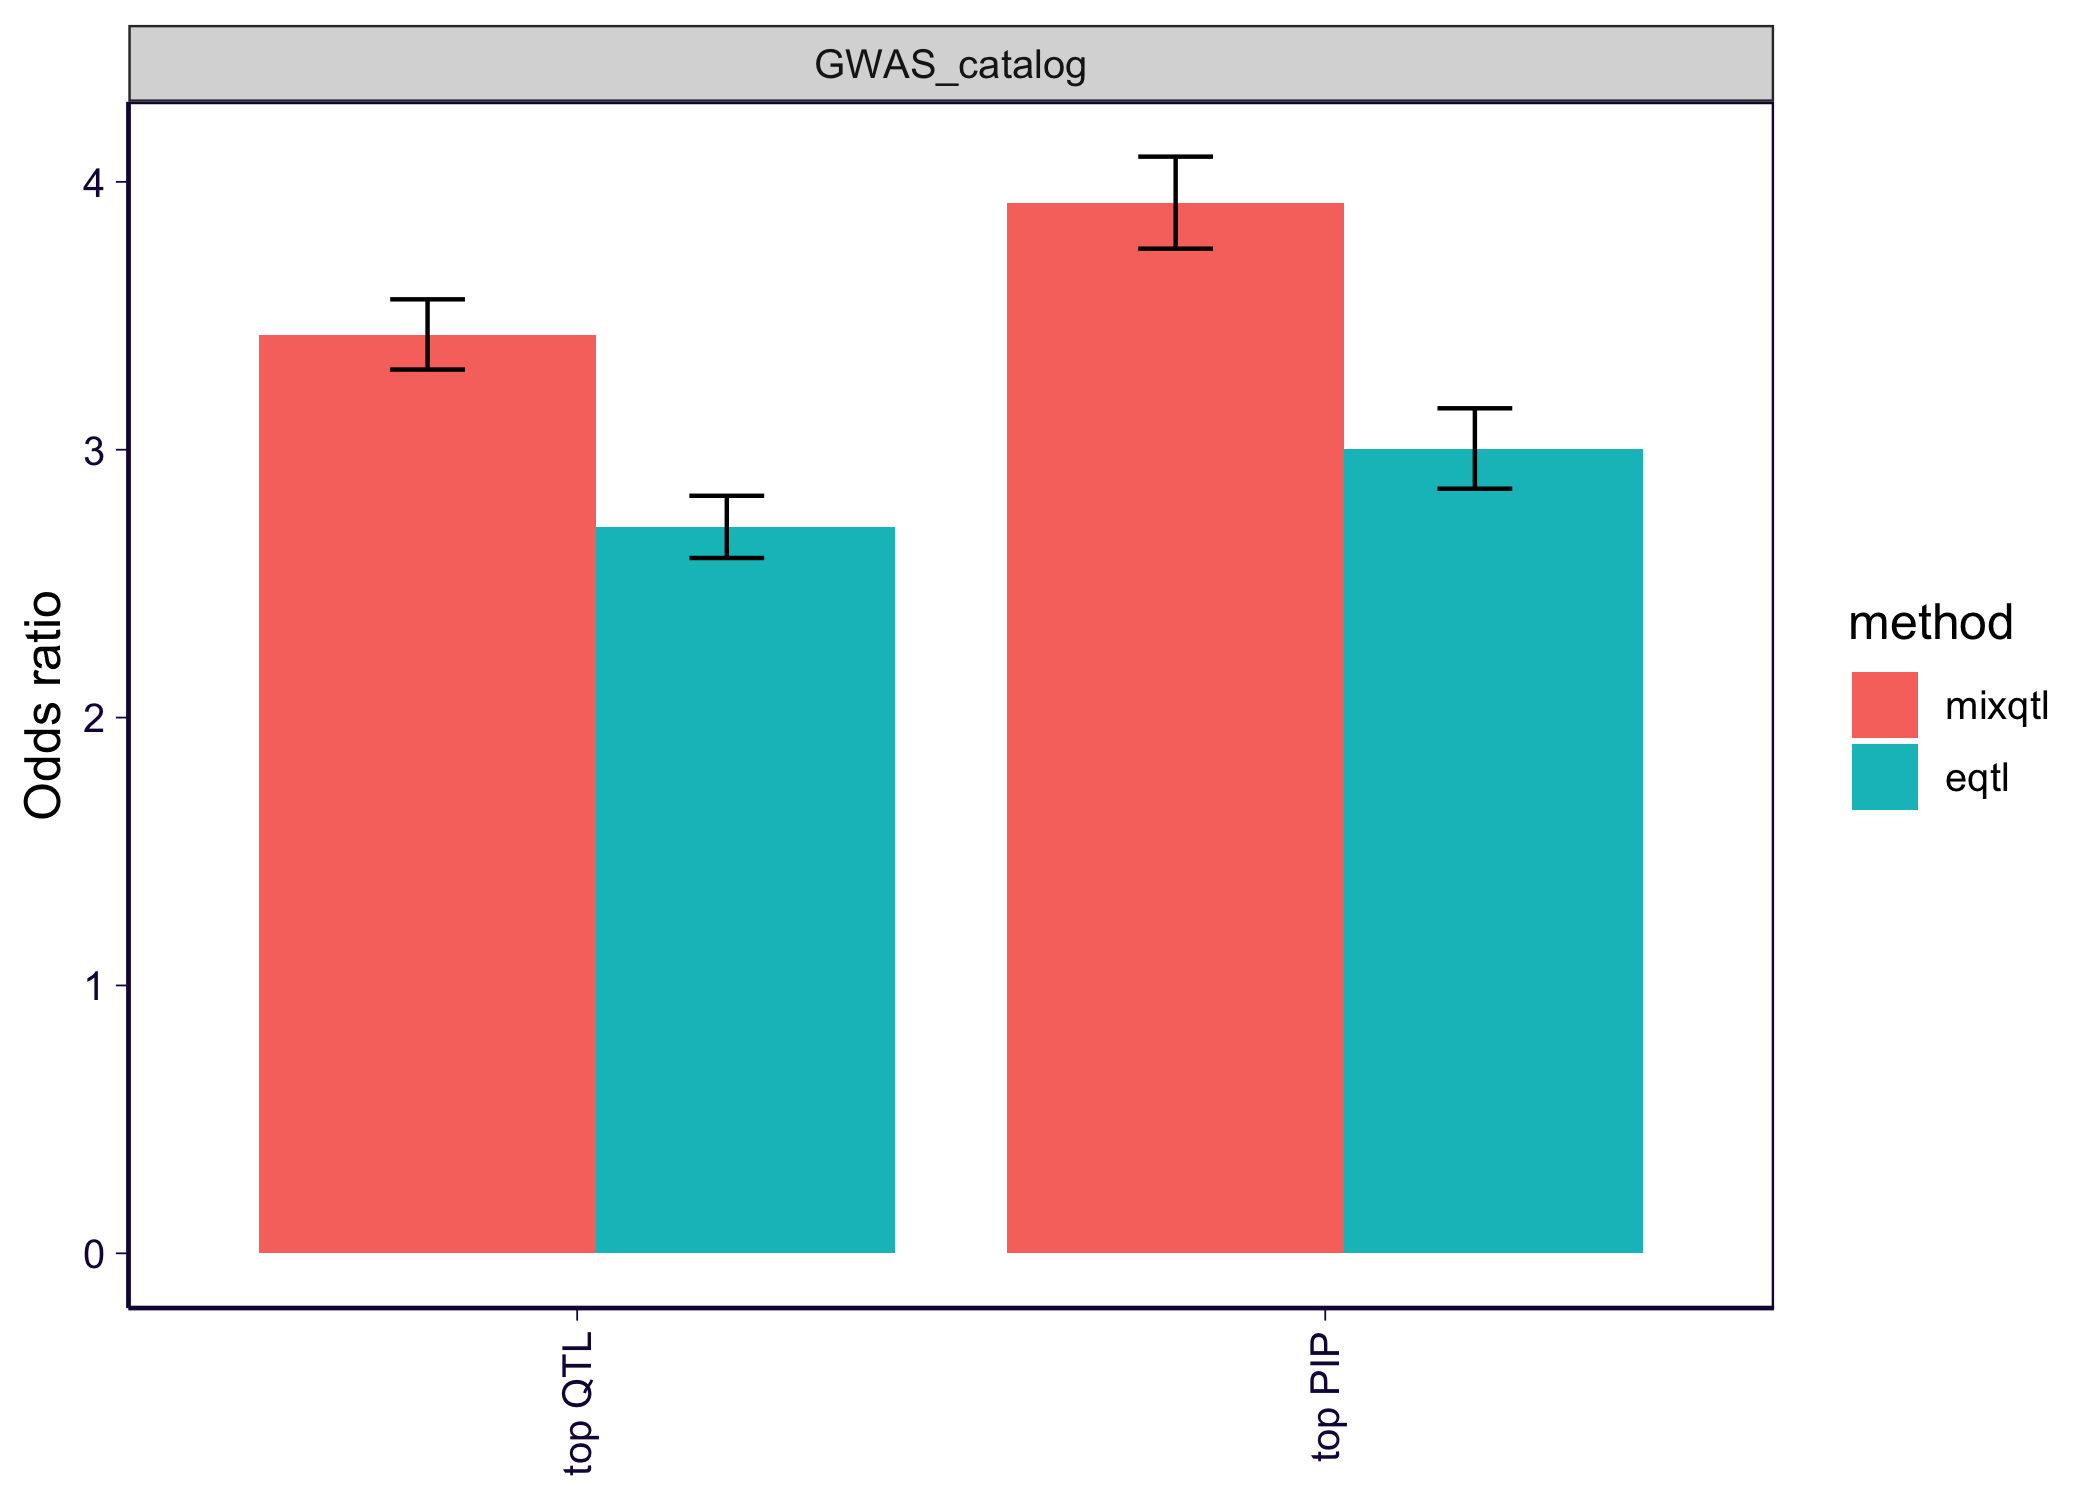 GWAS_catalog
Odds ratio
4
3
2
1
0
top QTL
top PIP
method
mixqtl
eqtl